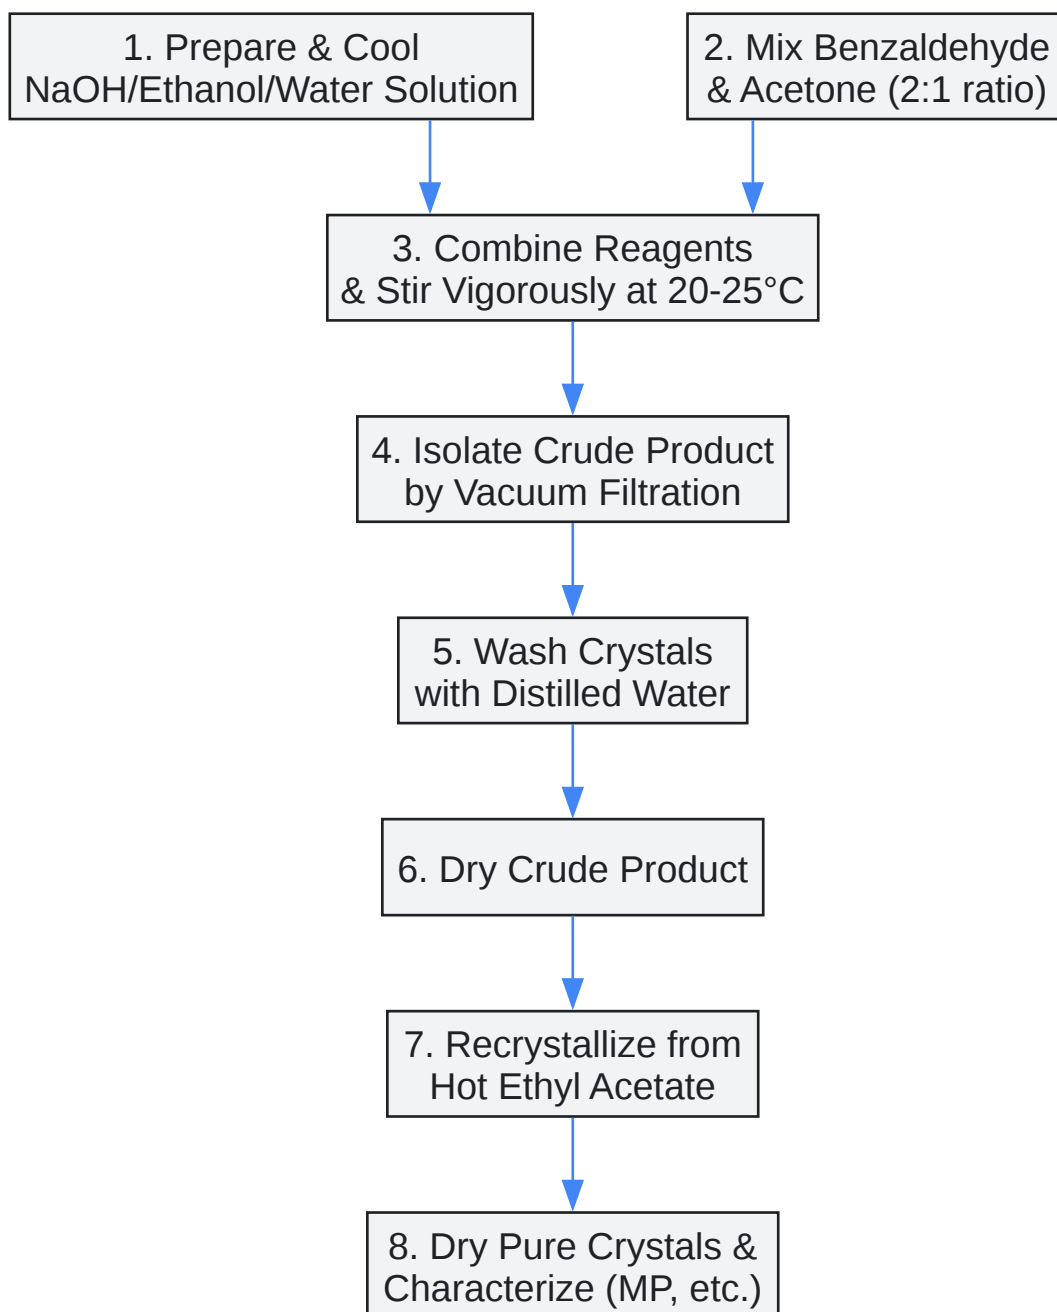 1. Prepare & Cool
NaOH/Ethanol/Water Solution
2. Mix Benzaldehyde
& Acetone (2:1 ratio)
3. Combine Reagents
& Stir Vigorously at 20-25°C
4. Isolate Crude Product
by Vacuum Filtration
5. Wash Crystals
with Distilled Water
6. Dry Crude Product
7. Recrystallize from
Hot Ethyl Acetate
8. Dry Pure Crystals &
Characterize (MP, etc.)